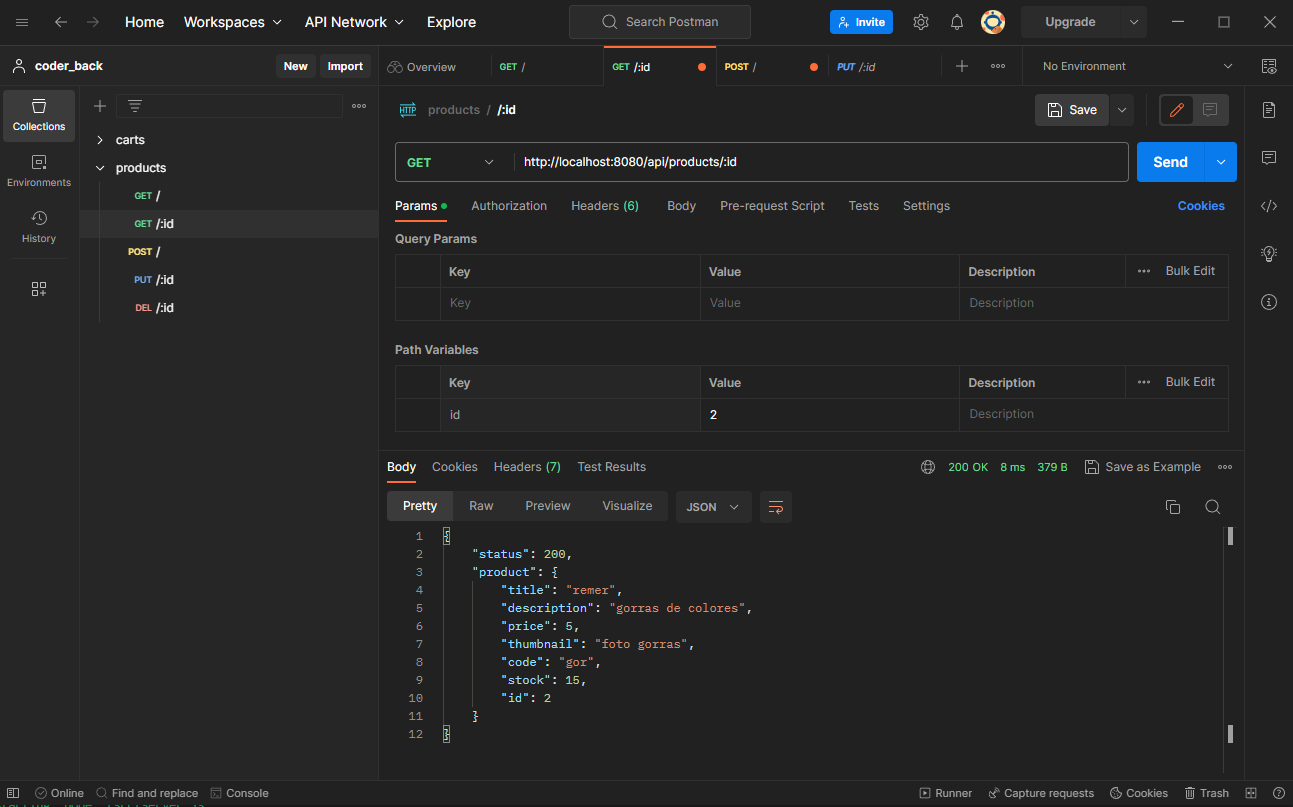 Home Workspaces API Network Explore Search Postman Invite Upgrade
coder_back New Import Overview GET / GET /:id POST / PUT /:id No Environment
Collections
Environments
History
carts
products
GET /
GET /:id
POST /
PUT /:id
DEL /:id
HTTP products / /:id Save
GET http://localhost:8080/api/products/:id Send
Params Authorization Headers (6) Body Pre-request Script Tests Settings Cookies
Query Params
Key Value Description Bulk Edit
Key Value Description
Path Variables
Key Value Description Bulk Edit
id 2 Description
Body Cookies Headers (7) Test Results 200 OK 8 ms 379 B Save as Example
Pretty Raw Preview Visualize JSON
1 {
2 "status": 200,
3 "product": {
4 "title": "remer",
5 "description": "gorras de colores",
6 "price": 5,
7 "thumbnail": "foto gorras",
8 "code": "gor",
9 "stock": 15,
10 "id": 2
11 }
12 }
Online Find and replace Console Runner Capture requests Cookies Trash